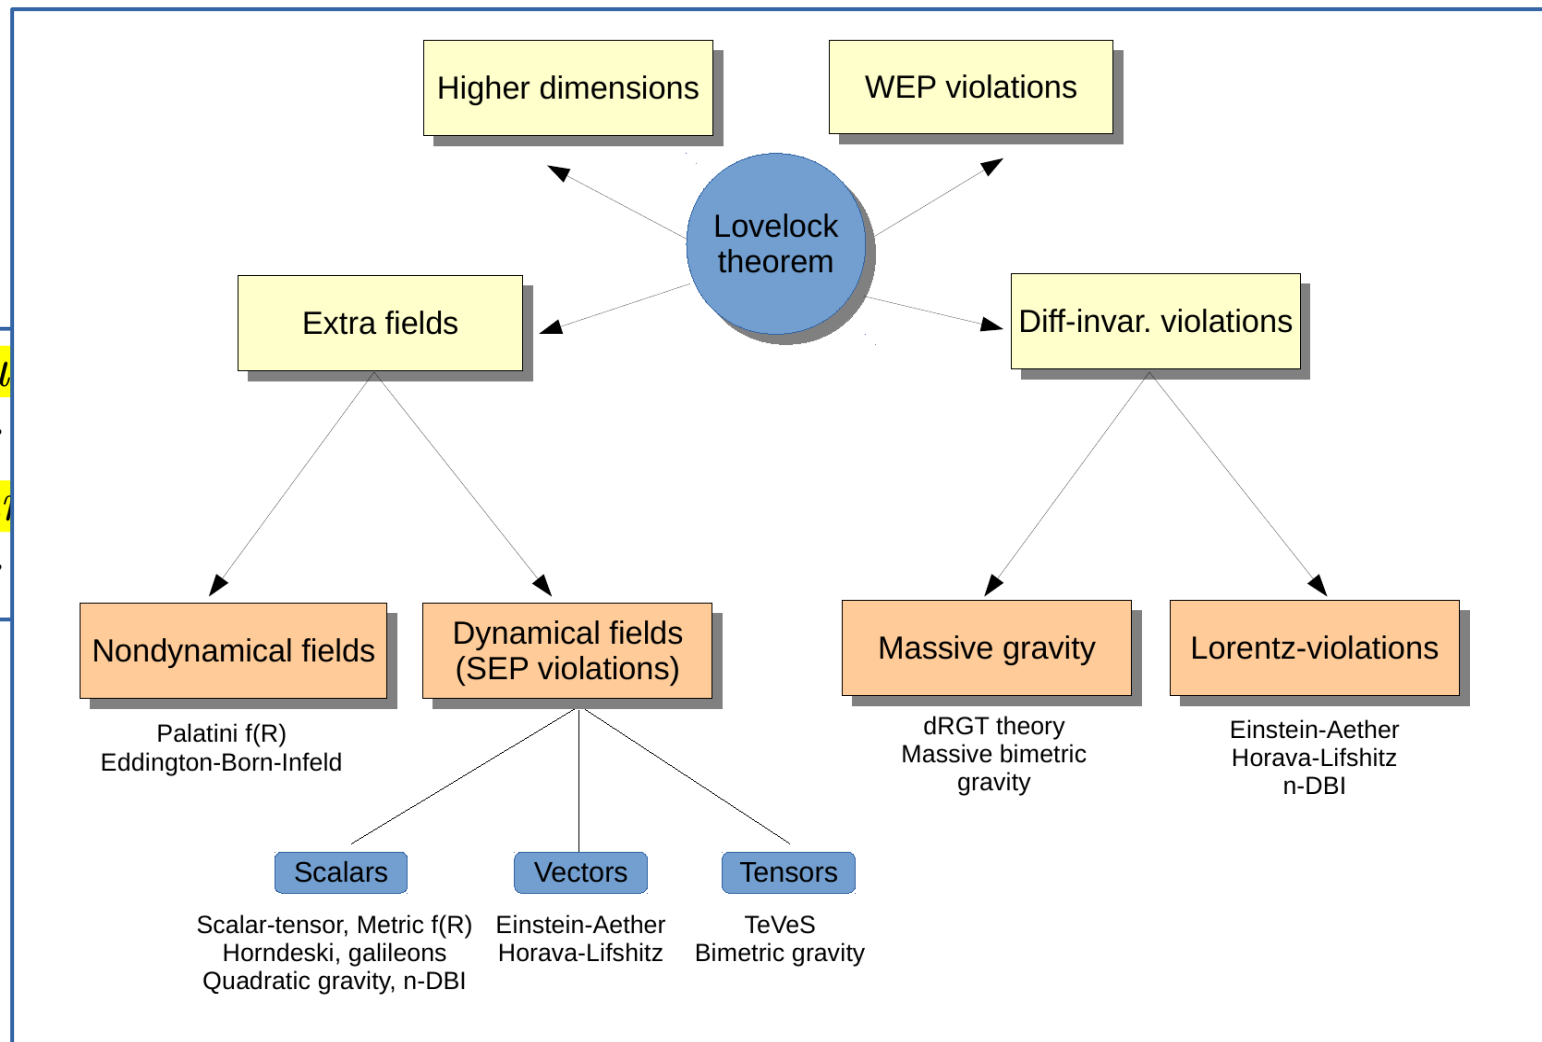 Higher dimensions
WEP violations
Lovelock
theorem
Extra fields
Diff-invar. violations
Nondynamical fields
Dynamical fields
(SEP violations)
Massive gravity
Lorentz-violations
Palatini f(R)
Eddington-Born-Infeld
dRGT theory
Massive bimetric
gravity
Einstein-Aether
Horava-Lifshitz
n-DBI
Scalars
Vectors
Tensors
Scalar-tensor, Metric f(R)
Horndeski, galileons
Quadratic gravity, n-DBI
Einstein-Aether
Horava-Lifshitz
TeVeS
Bimetric gravity